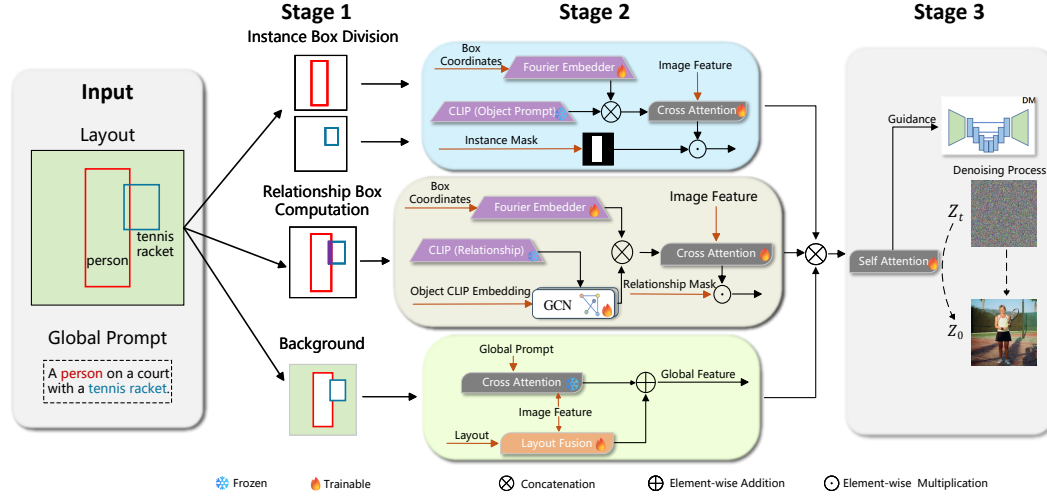 Stage 1
Stage 2
Stage 3
Input
Layout
person
tennis
racket
Global Prompt
A person on a court
with a tennis racket.
Instance Box Division
Relationship Box
Computation
Background
Box
Coordinates
Fourier Embedder
Image Feature
CLIP (Object Prompt)
Cross Attention
Instance Mask
Box
Coordinates
Fourier Embedder
Image Feature
CLIP (Relationship)
Cross Attention
Object CLIP Embedding
GCN
Relationship Mask
Global Prompt
Cross Attention
Global Feature
Image Feature
Layout
Layout Fusion
DM
Guidance
Denoising Process
Self Attention
Zt
Z0
Frozen
Trainable
Concatenation
Element-wise Addition
Element-wise Multiplication